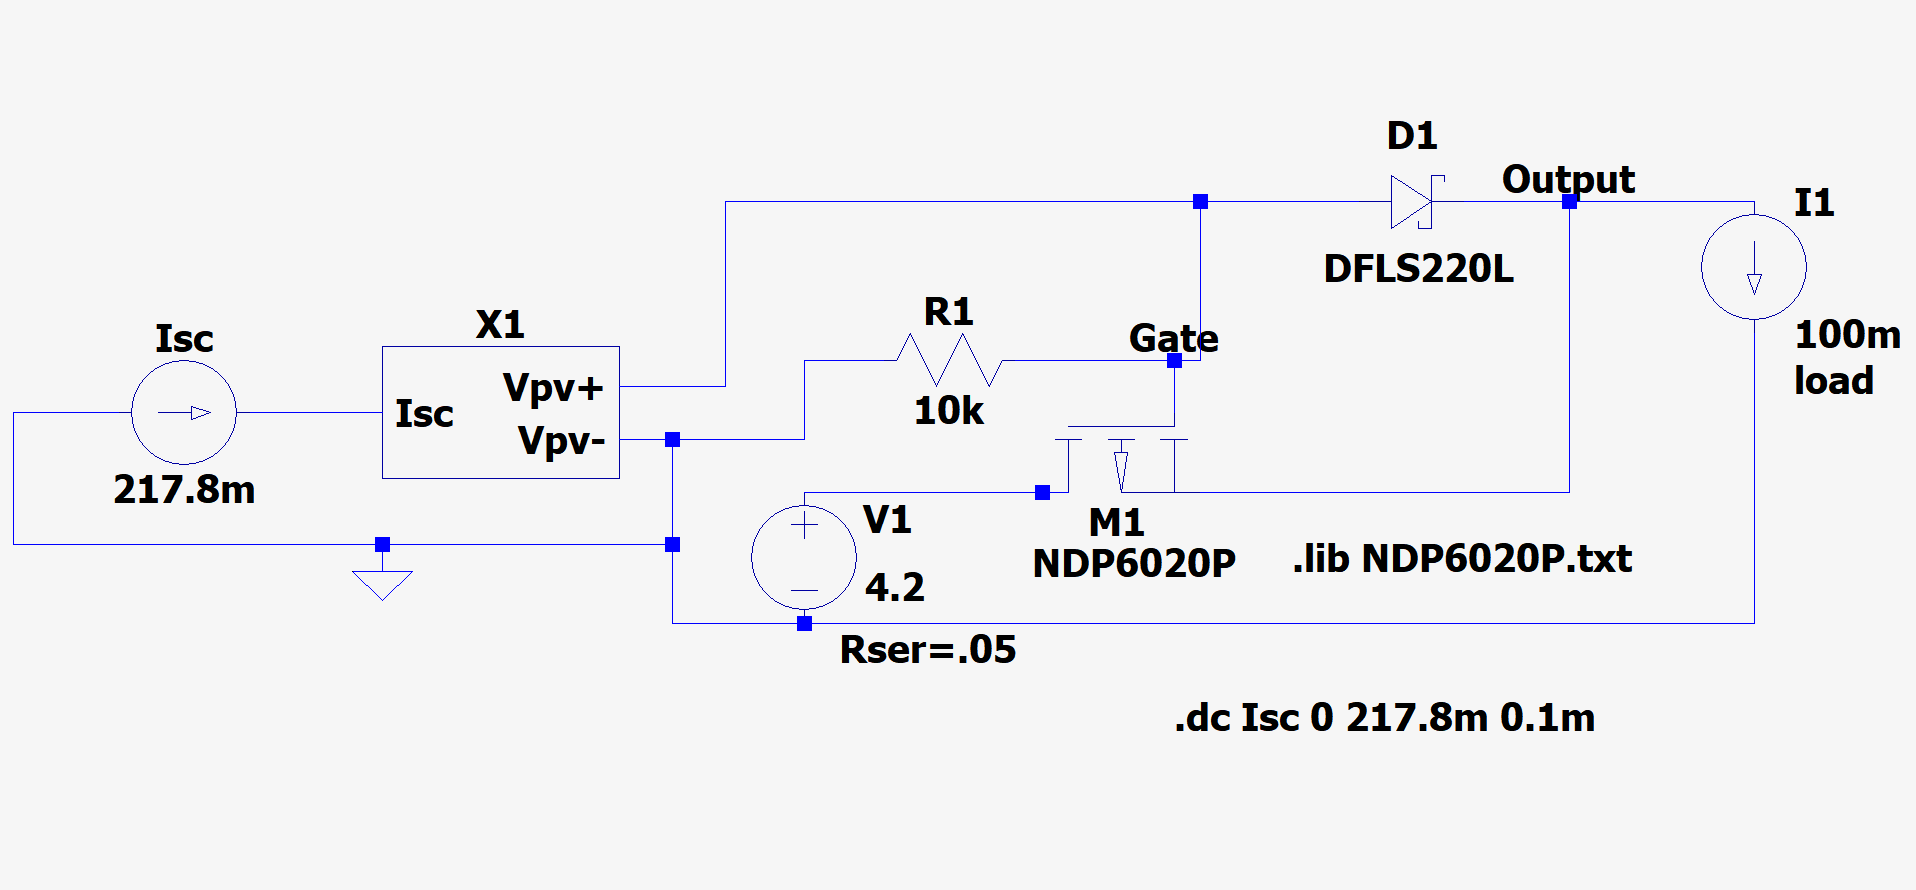 D1
Output
I1
DFLS220L
R1
Gate
X1
Isc
100m
load
Vpv+
Isc
Vpv-
10k
217.8m
V1
M1
4.2
NDP6020P
.lib NDP6020P.txt
Rser=.05
.dc Isc 0 217.8m 0.1m